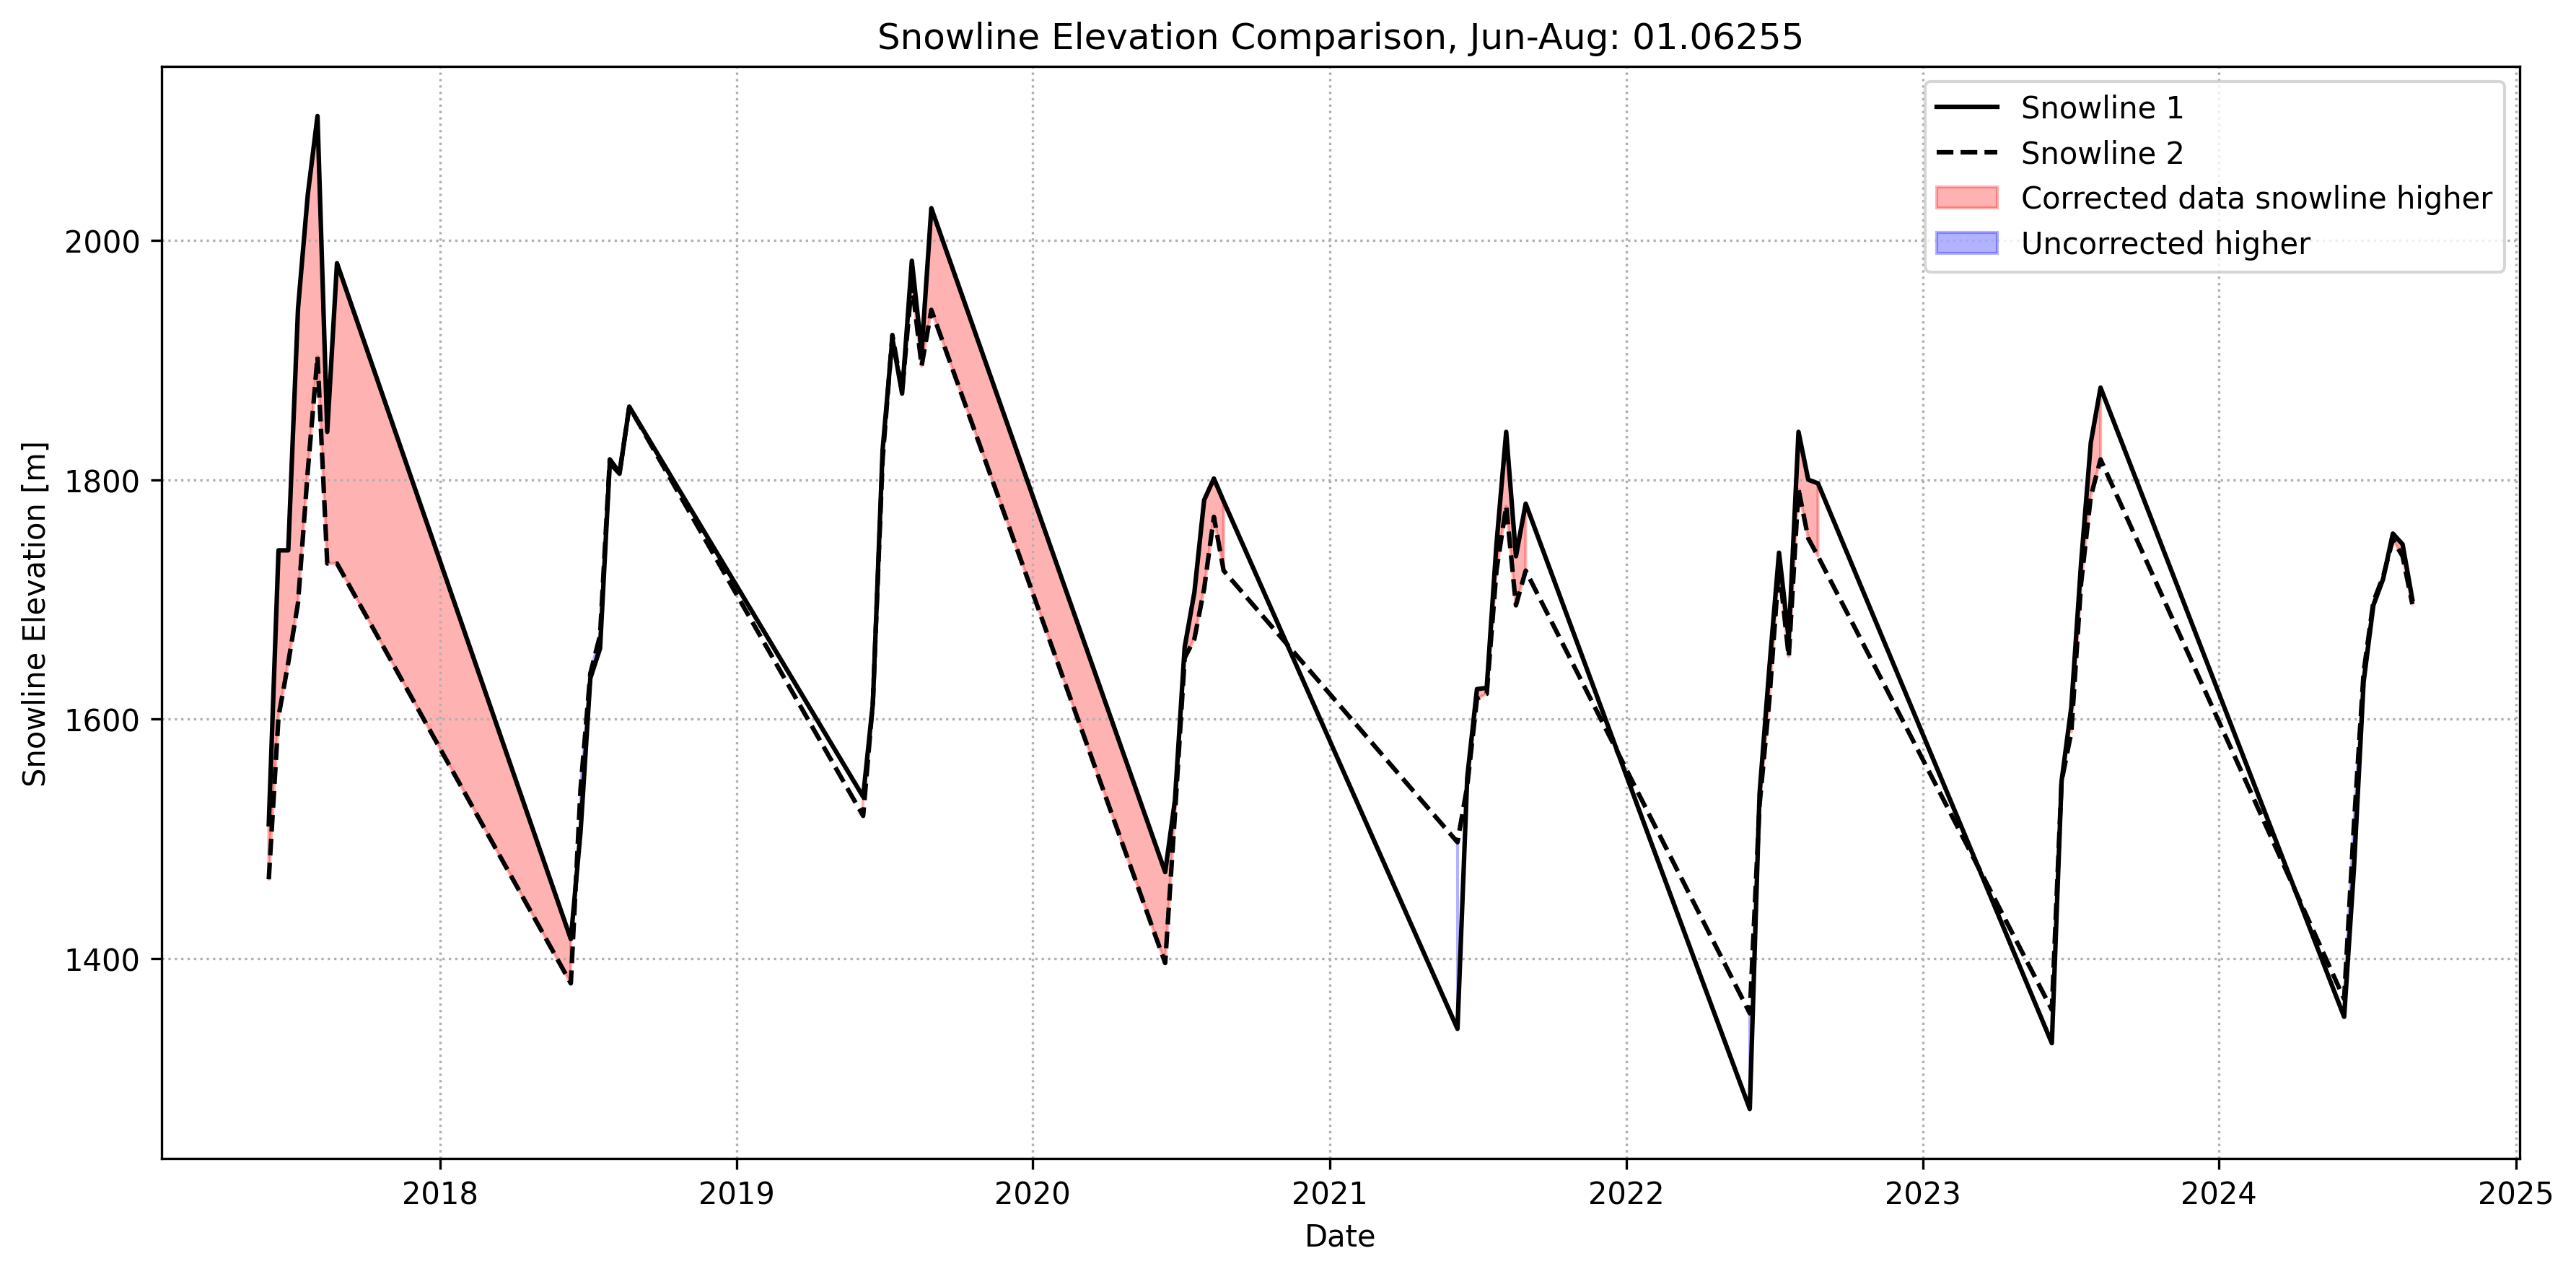 Snowline Elevation Comparison, Jun-Aug: 01.06255
Snowline 1
Snowline 2
Corrected data snowline higher
Uncorrected higher
Snowline Elevation [m]
2000
1800
1600
1400
2018
2019
2020
2021
2022
2023
2024
2025
Date